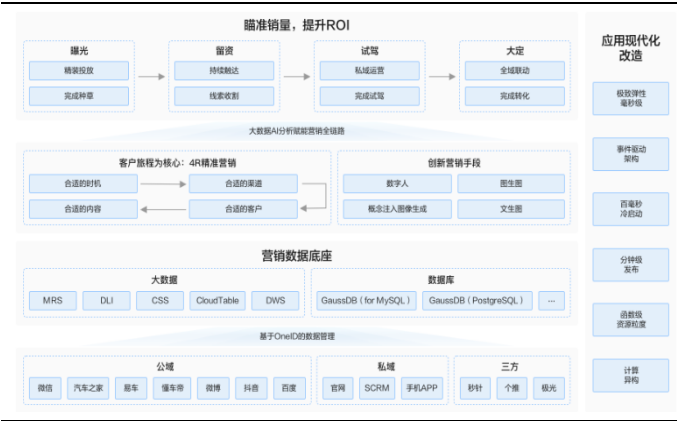 瞄准销量，提升ROI
曝光
留资
试驾
大定
精装投放
持续触达
私域运营
全域联动
完成种草
线索收割
完成试驾
完成转化
大数据AI分析赋能营销全链路
客户旅程为核心：4R精准营销
合适的时机
合适的渠道
合适的内容
合适的客户
创新营销手段
数字人
图生图
概念注入图像生成
文生图
营销数据底座
大数据
MRS
DLI
CSS
CloudTable
DWS
数据库
GaussDB（for MySQL）
GaussDB（PostgreSQL）
...
基于OneID的数据管理
公域
微信
汽车之家
易车
懂车帝
微博
抖音
百度
私域
官网
SCRM
手机APP
三方
秒针
个推
极光
应用现代化
改造
极致弹性
毫秒级
事件驱动
架构
百毫秒
冷启动
分钟级
发布
函数级
资源粒度
计算
异构